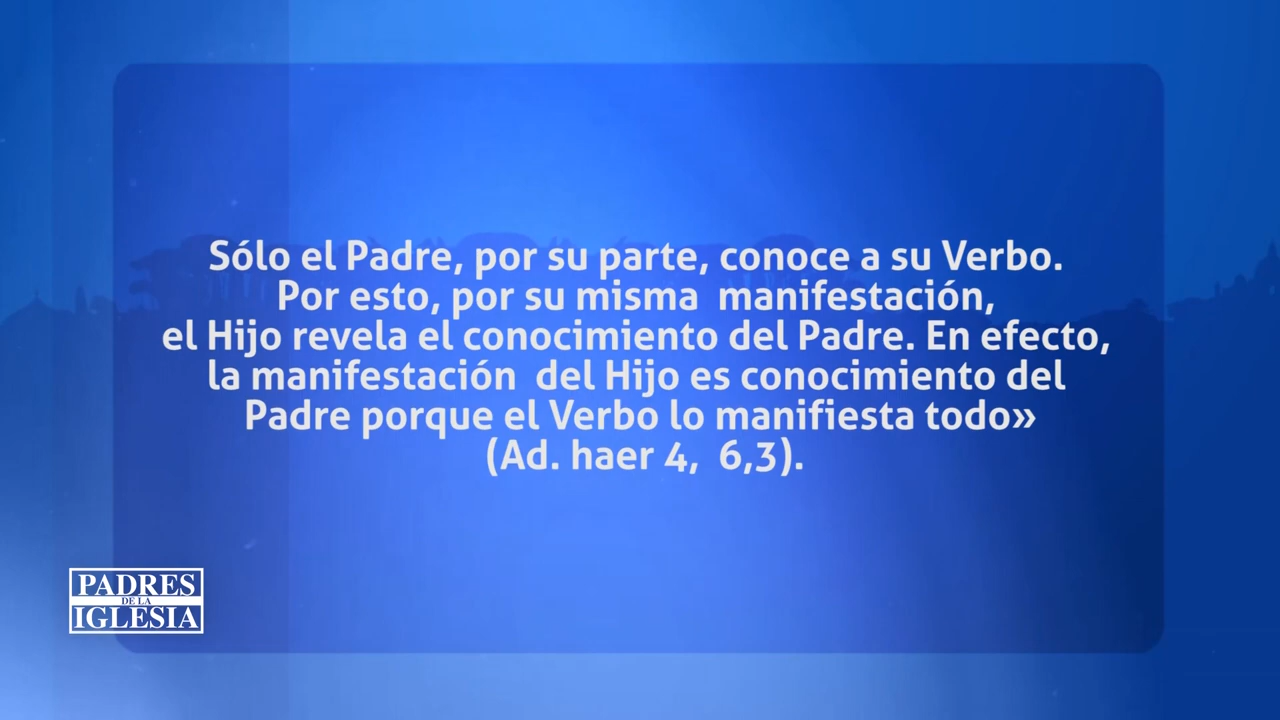 Sólo el Padre, por su parte, conoce a su Verbo.
Por esto, por su misma  manifestación,
el Hijo revela el conocimiento del Padre. En efecto,
la manifestación  del Hijo es conocimiento del
Padre porque el Verbo lo manifiesta todo»
(Ad. haer 4,  6,3).
PADRES
DE LA
IGLESIA